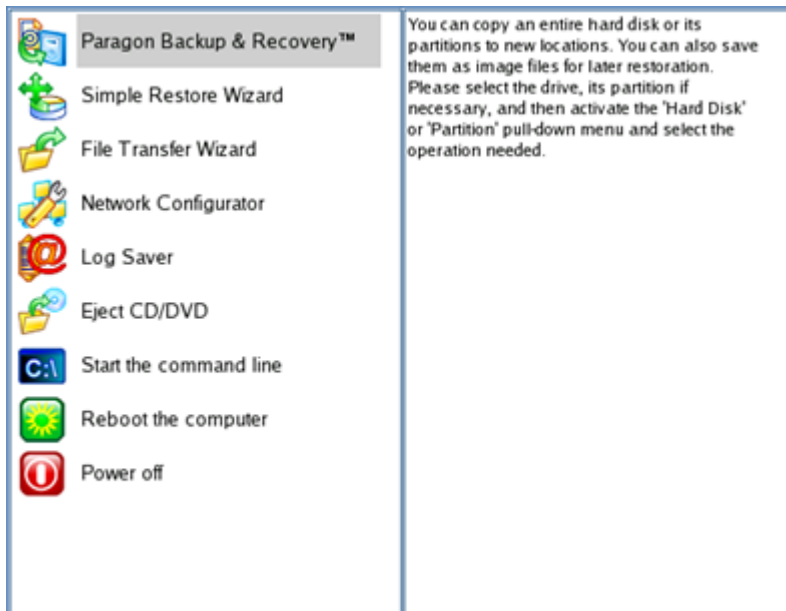 Paragon Backup & Recovery™
Simple Restore Wizard
File Transfer Wizard
Network Configurator
Log Saver
Eject CD/DVD
C:\
Start the command line
Reboot the computer
Power off
You can copy an entire hard disk or its
partitions to new locations. You can also save
them as image files for later restoration.
Please select the drive, its partition if
necessary, and then activate the 'Hard Disk'
or 'Partition' pull-down menu and select the
operation needed.